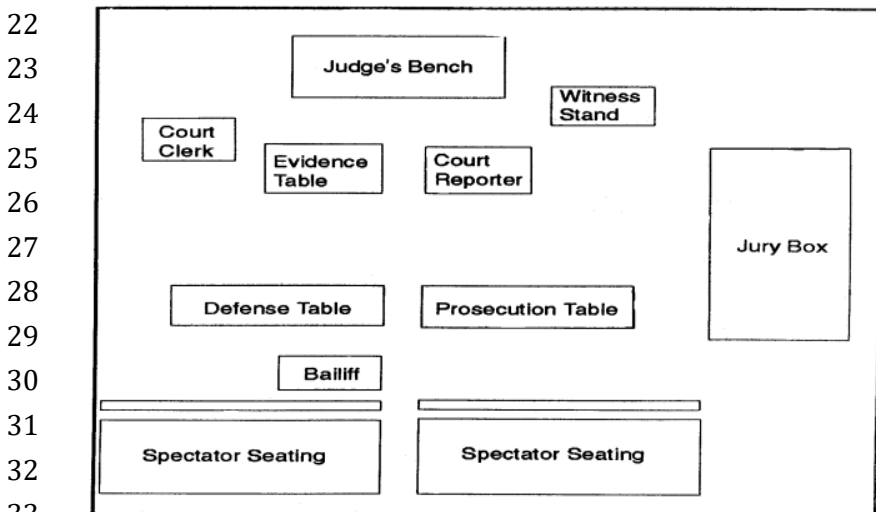 22
23
Judge's Bench
24
Witness
Stand
Court
Clerk
25
Evidence
Table
Court
Reporter
26
27
Jury Box
28
Defense Table
Prosecution Table
29
30
Bailiff
31
32
Spectator Seating
Spectator Seating